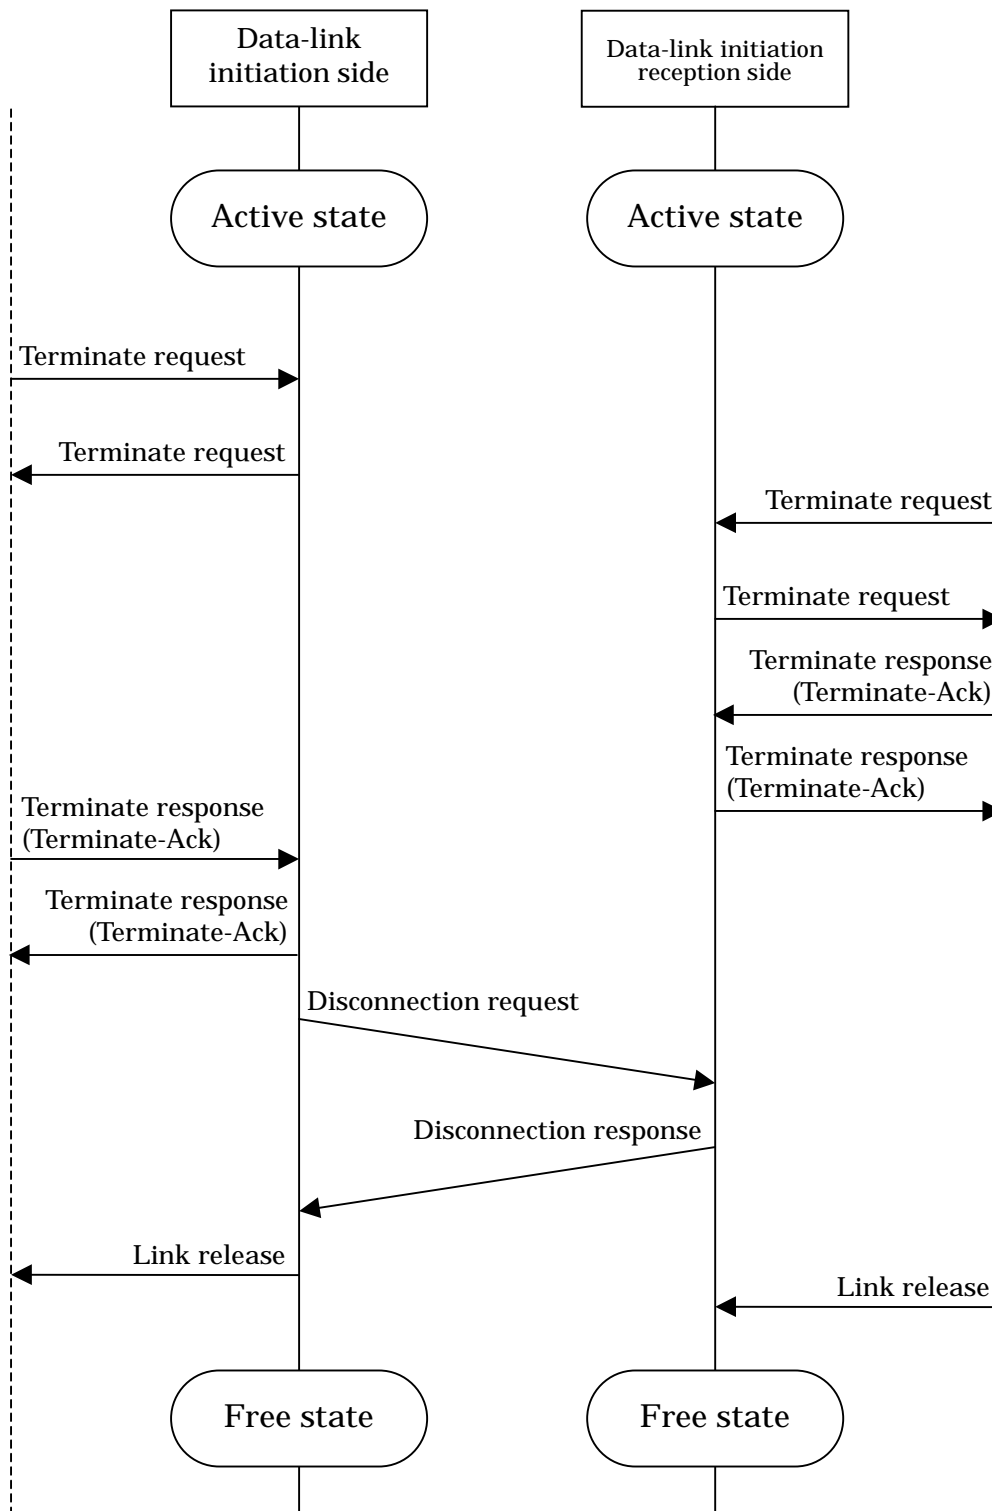 Data-link
initiation side
Data-link initiation
reception side
Active state
Active state
Terminate request
Terminate request
Terminate request
Terminate request
Terminate response
(Terminate-Ack)
Terminate response
(Terminate-Ack)
Terminate response
(Terminate-Ack)
Terminate response
(Terminate-Ack)
Disconnection request
Disconnection response
Link release
Link release
Free state
Free state